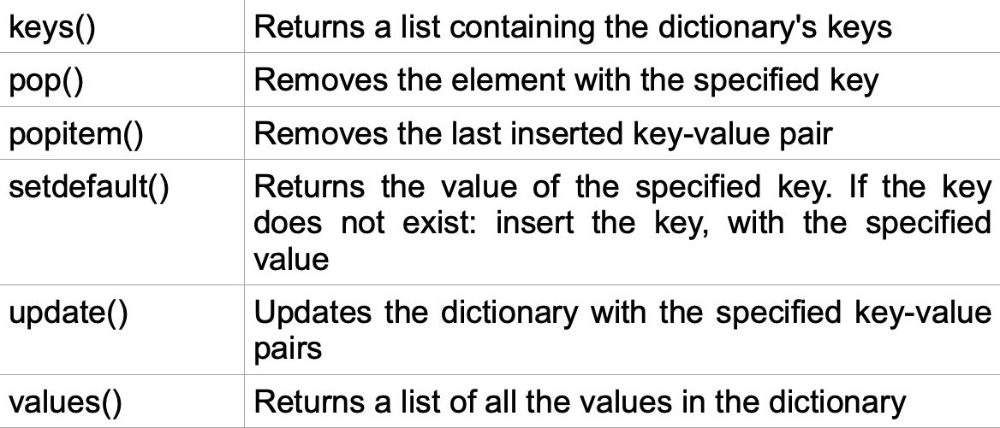 keys() Returns a list containing the dictionary's keys
pop() Removes the element with the specified key
popitem() Removes the last inserted key-value pair
setdefault() Returns the value of the specified key. If the key
does not exist: insert the key, with the specified
value
update() Updates the dictionary with the specified key-value
pairs
values() Returns a list of all the values in the dictionary